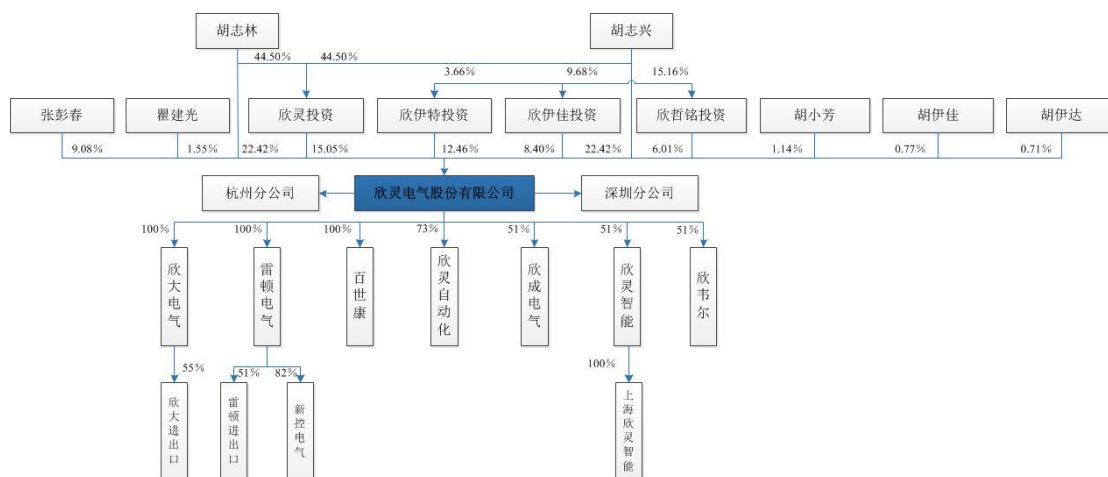 胡志林
胡志兴
44.50%
44.50%
3.66%
9.68%
15.16%
张彭春
瞿建光
欣灵投资
欣伊特投资
欣伊佳投资
欣哲铭投资
胡小芳
胡伊佳
胡伊达
9.08%
1.55%
22.42%
15.05%
12.46%
8.40%
22.42%
6.01%
1.14%
0.77%
0.71%
杭州分公司
欣灵电气股份有限公司
深圳分公司
100%
100%
100%
73%
51%
51%
51%
欣大电气
雷顿电气
百世康
欣灵自动化
欣成电气
欣灵智能
欣韦尔
55%
51%
82%
100%
欣大进出口
雷顿进出口
新控电气
上海欣灵智能